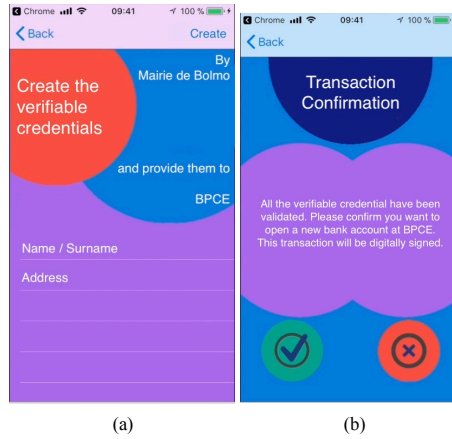 Chrome 09:41 100 %
Back Create
By
Mairie de Bolmo
Create the
verifiable
credentials
and provide them to
BPCE
Name / Surname
Address
(a)
Chrome 09:41 100 %
Back
Transaction
Confirmation
All the verifiable credential have been
validated. Please confirm you want to
open a new bank account at BPCE.
This transaction will be digitally signed.
(b)